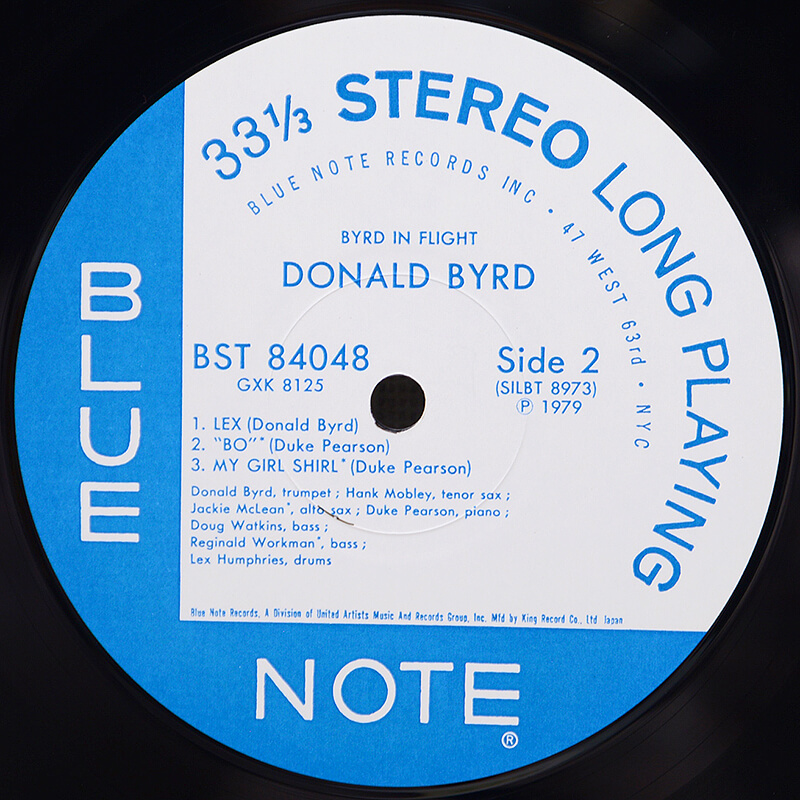 33⅓ STEREO LONG PLAYING
BLUE NOTE RECORDS INC • 47 WEST 63rd • NYC
BYRD IN FLIGHT
DONALD BYRD
BST 84048
GXK 8125
Side 2
(SILBT 8973)
Ⓟ 1979
1. LEX (Donald Byrd)
2. "BO"* (Duke Pearson)
3. MY GIRL SHIRL* (Duke Pearson)
Donald Byrd, trumpet ; Hank Mobley, tenor sax ;
Jackie McLean*, alto sax ; Duke Pearson, piano ;
Doug Watkins, bass ;
Reginald Workman*, bass ;
Lex Humphries, drums
Blue Note Records, A Division of United Artists Music And Records Group, Inc. Mfd by King Record Co., Ltd Japan
BLUE
NOTE
®